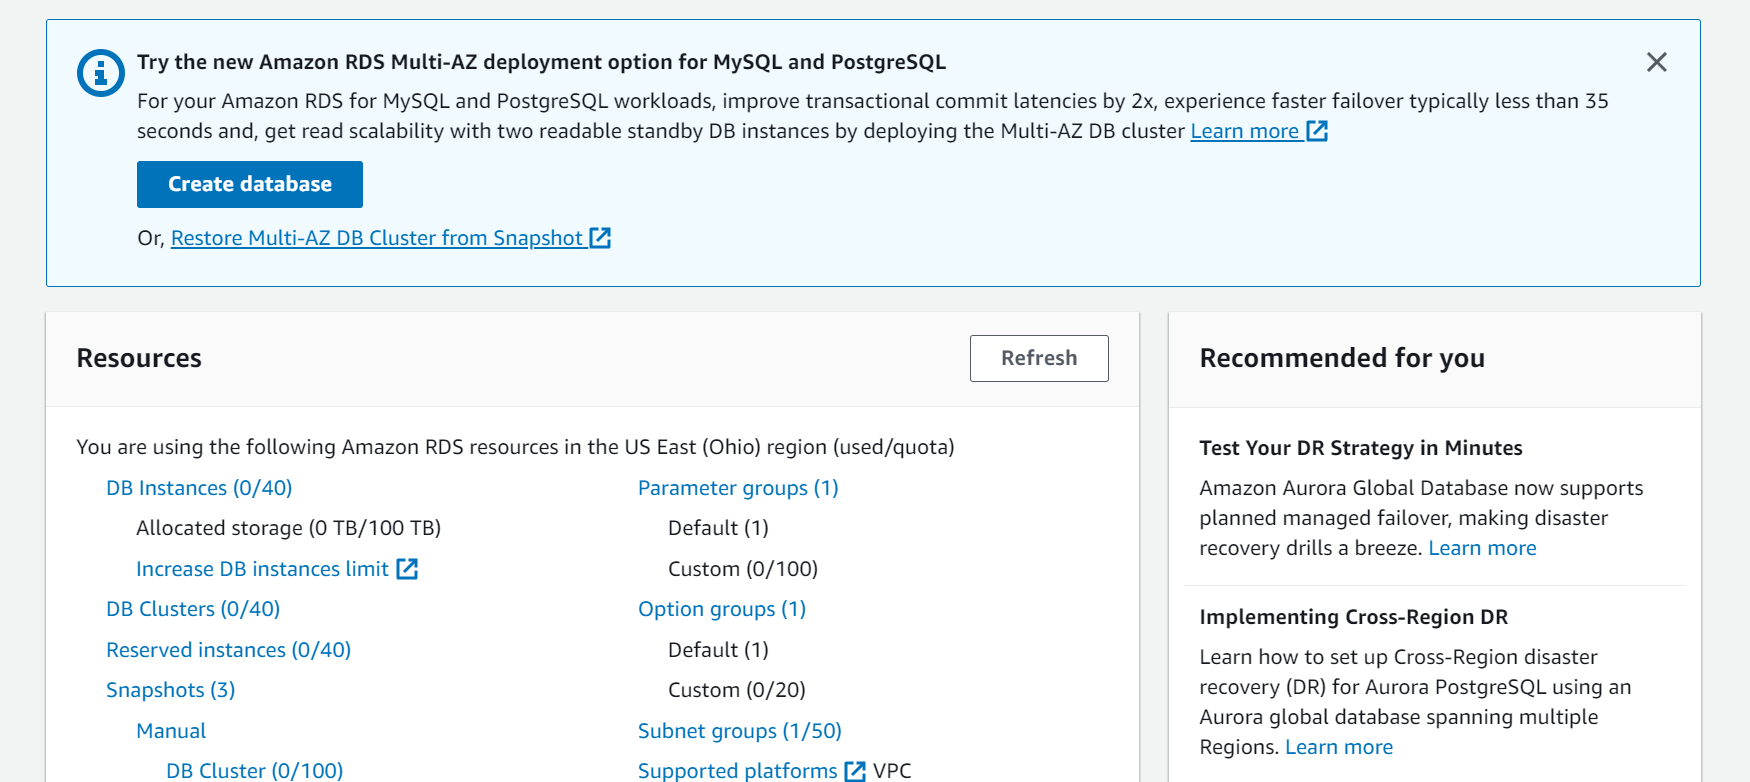 Try the new Amazon RDS Multi-AZ deployment option for MySQL and PostgreSQL
For your Amazon RDS for MySQL and PostgreSQL workloads, improve transactional commit latencies by 2x, experience faster failover typically less than 35
seconds and, get read scalability with two readable standby DB instances by deploying the Multi-AZ DB cluster Learn more
Create database
Or, Restore Multi-AZ DB Cluster from Snapshot
Resources
Refresh
You are using the following Amazon RDS resources in the US East (Ohio) region (used/quota)
DB Instances (0/40)
Allocated storage (0 TB/100 TB)
Increase DB instances limit
DB Clusters (0/40)
Reserved instances (0/40)
Snapshots (3)
Manual
DB Cluster (0/100)
Parameter groups (1)
Default (1)
Custom (0/100)
Option groups (1)
Default (1)
Custom (0/20)
Subnet groups (1/50)
Supported platforms VPC
Recommended for you
Test Your DR Strategy in Minutes
Amazon Aurora Global Database now supports
planned managed failover, making disaster
recovery drills a breeze. Learn more
Implementing Cross-Region DR
Learn how to set up Cross-Region disaster
recovery (DR) for Aurora PostgreSQL using an
Aurora global database spanning multiple
Regions. Learn more